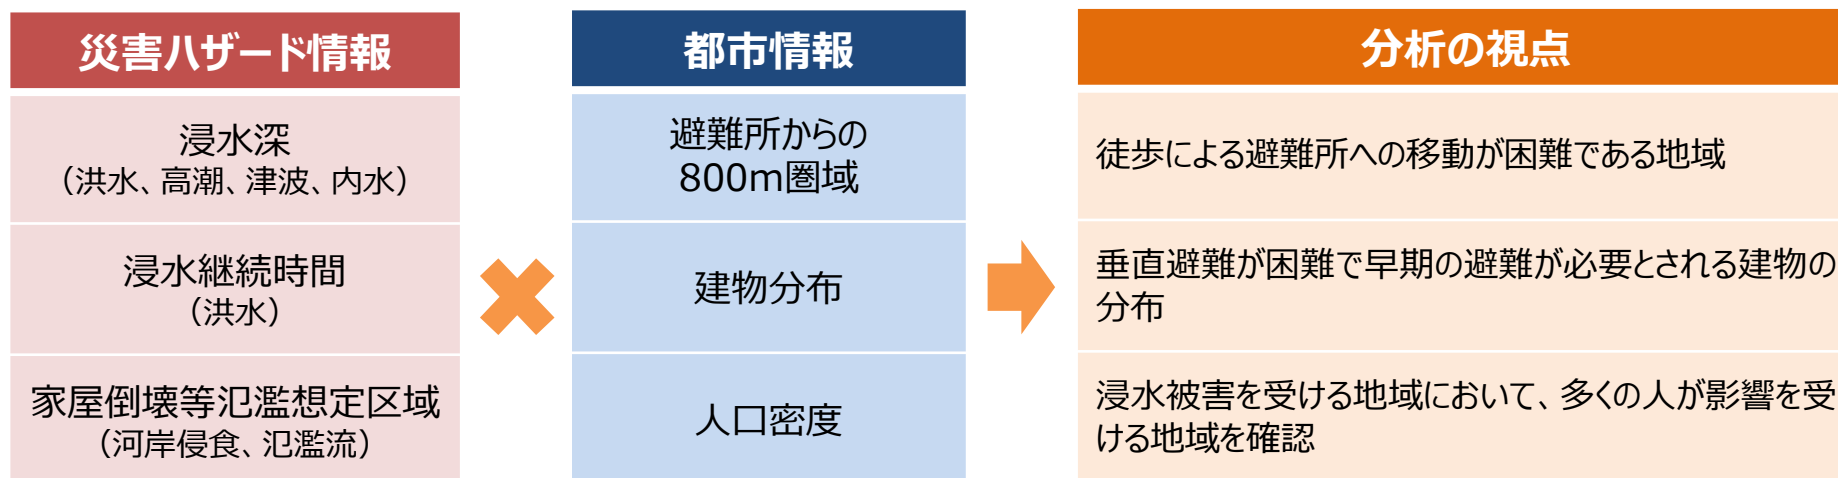 災害ハザード情報
浸水深
（洪水、高潮、津波、内水）
浸水継続時間
（洪水）
家屋倒壊等氾濫想定区域
（河岸侵食、氾濫流）
都市情報
避難所からの
800m圏域
建物分布
人口密度
分析の視点
徒歩による避難所への移動が困難である地域
垂直避難が困難で早期の避難が必要とされる建物の
分布
浸水被害を受ける地域において、多くの人が影響を受
ける地域を確認